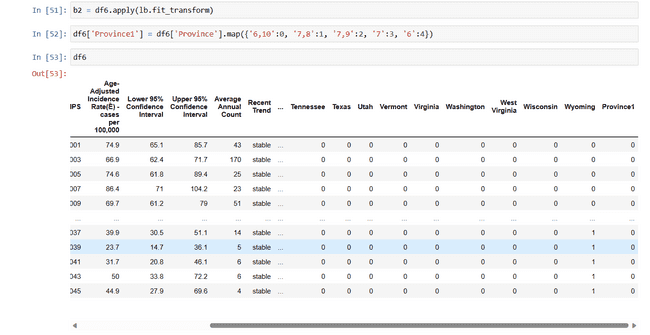 In [51]: b2 = df6.apply(lb.fit_transform)
In [52]: df6['Province1'] = df6['Province'].map({'6,10':0, '7,8':1, '7,9':2, '7':3, '6':4})
In [53]: df6
Out[53]:
IPS Age-Adjusted Incidence Rate(Ê) - cases per 100,000 Lower 95% Confidence Interval Upper 95% Confidence Interval Average Annual Count Recent Trend ... Tennessee Texas Utah Vermont Virginia Washington West Virginia Wisconsin Wyoming Province1
001 74.9 65.1 85.7 43 stable ... 0 0 0 0 0 0 0 0 0 0
003 66.9 62.4 71.7 170 stable ... 0 0 0 0 0 0 0 0 0 0
005 74.6 61.8 89.4 25 stable ... 0 0 0 0 0 0 0 0 0 0
007 86.4 71 104.2 23 stable ... 0 0 0 0 0 0 0 0 0 0
009 69.7 61.2 79 51 stable ... 0 0 0 0 0 0 0 0 0 0
... ... ... ... ... ... ... ... ... ... ... ... ... ... ... ... ...
037 39.9 30.5 51.1 14 stable ... 0 0 0 0 0 0 0 0 1 0
039 23.7 14.7 36.1 5 stable ... 0 0 0 0 0 0 0 0 1 0
041 31.7 20.8 46.1 6 stable ... 0 0 0 0 0 0 0 0 1 0
043 50 33.8 72.2 6 stable ... 0 0 0 0 0 0 0 0 1 0
045 44.9 27.9 69.6 4 stable ... 0 0 0 0 0 0 0 0 1 0